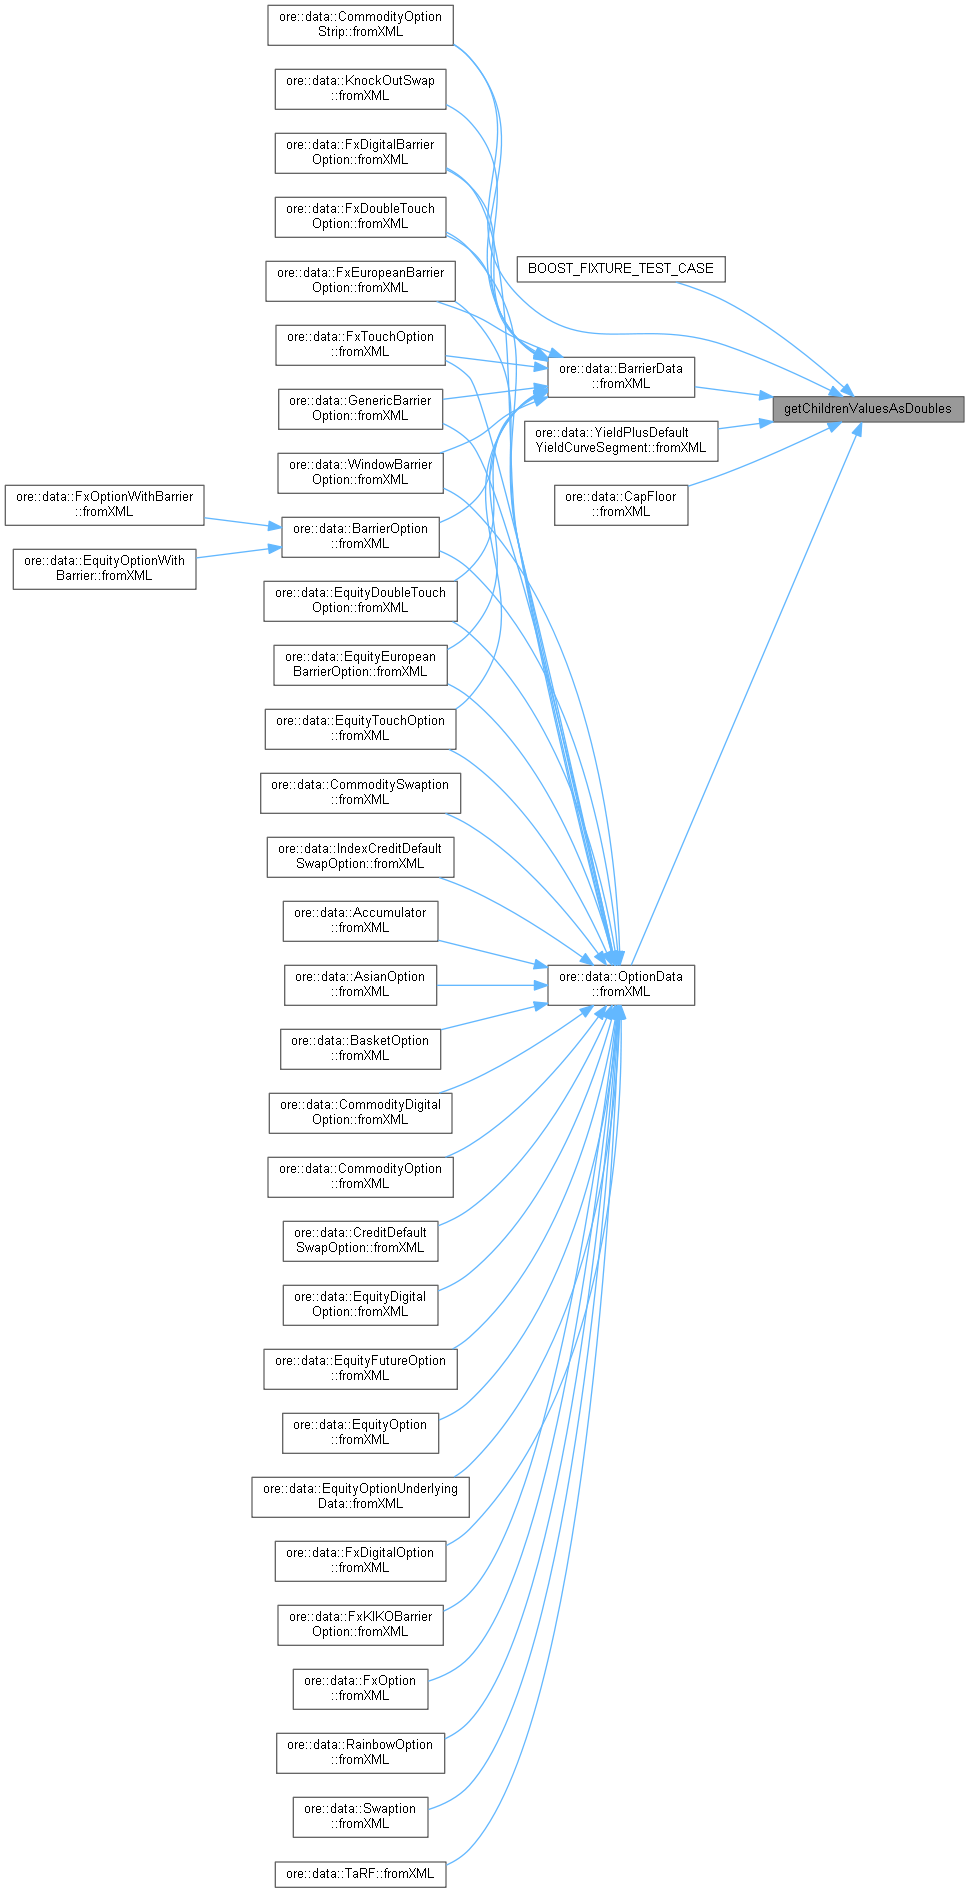 ore::data::CommodityOption
Strip::fromXML
ore::data::KnockOutSwap
::fromXML
ore::data::FxDigitalBarrier
Option::fromXML
ore::data::FxDoubleTouch
Option::fromXML
ore::data::FxEuropeanBarrier
Option::fromXML
ore::data::FxTouchOption
::fromXML
ore::data::GenericBarrier
Option::fromXML
ore::data::WindowBarrier
Option::fromXML
ore::data::FxOptionWithBarrier
::fromXML
ore::data::EquityOptionWith
Barrier::fromXML
ore::data::BarrierOption
::fromXML
ore::data::EquityDoubleTouch
Option::fromXML
ore::data::EquityEuropean
BarrierOption::fromXML
ore::data::EquityTouchOption
::fromXML
ore::data::CommoditySwaption
::fromXML
ore::data::IndexCreditDefault
SwapOption::fromXML
ore::data::Accumulator
::fromXML
ore::data::AsianOption
::fromXML
ore::data::BasketOption
::fromXML
ore::data::CommodityDigital
Option::fromXML
ore::data::CommodityOption
::fromXML
ore::data::CreditDefault
SwapOption::fromXML
ore::data::EquityDigital
Option::fromXML
ore::data::EquityFutureOption
::fromXML
ore::data::EquityOption
::fromXML
ore::data::EquityOptionUnderlying
Data::fromXML
ore::data::FxDigitalOption
::fromXML
ore::data::FxKIKOBarrier
Option::fromXML
ore::data::FxOption
::fromXML
ore::data::RainbowOption
::fromXML
ore::data::Swaption
::fromXML
ore::data::TaRF::fromXML
BOOST_FIXTURE_TEST_CASE
ore::data::BarrierData
::fromXML
ore::data::YieldPlusDefault
YieldCurveSegment::fromXML
ore::data::CapFloor
::fromXML
ore::data::OptionData
::fromXML
getChildrenValuesAsDoubles